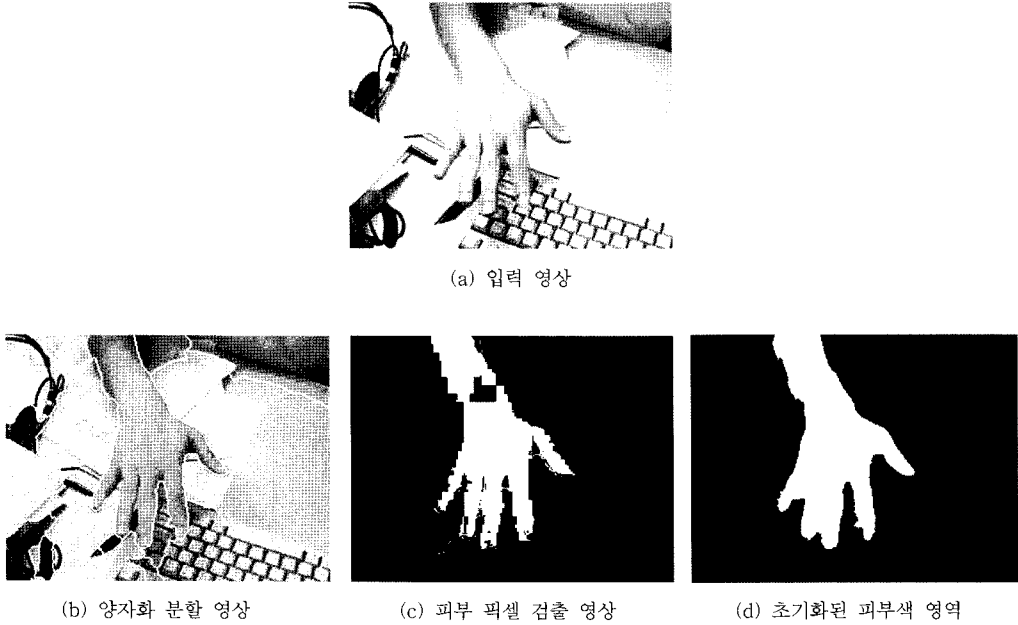 (a) 입력 영상
(b) 양자화 분할 영상
(c) 피부 픽셀 검출 영상
(d) 초기화된 피부색 영역